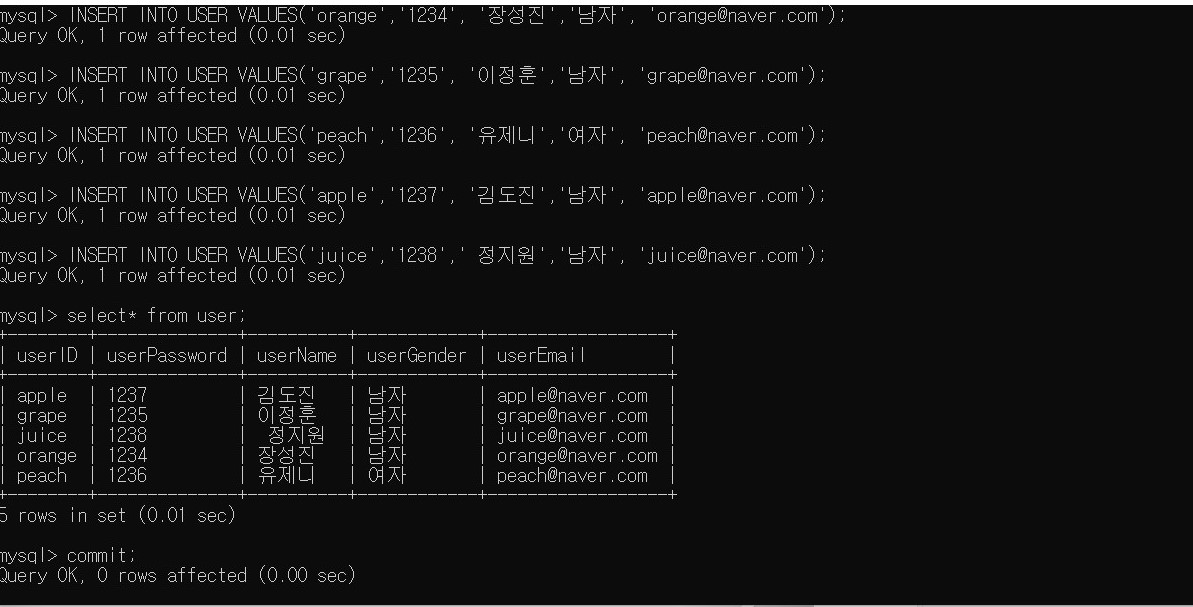 mysql> INSERT INTO USER VALUES('orange','1234', '장성진','남자', 'orange@naver.com');
Query OK, 1 row affected (0.01 sec)
mysql> INSERT INTO USER VALUES('grape','1235', '이정훈','남자', 'grape@naver.com');
Query OK, 1 row affected (0.01 sec)
mysql> INSERT INTO USER VALUES('peach','1236', '유제니','여자', 'peach@naver.com');
Query OK, 1 row affected (0.01 sec)
mysql> INSERT INTO USER VALUES('apple','1237', '김도진','남자', 'apple@naver.com');
Query OK, 1 row affected (0.01 sec)
mysql> INSERT INTO USER VALUES('juice','1238',' 정지원','남자', 'juice@naver.com');
Query OK, 1 row affected (0.01 sec)
mysql> select* from user;
+--------+--------------+-----------+------------+------------------+
| userID | userPassword | userName | userGender | userEmail |
+--------+--------------+-----------+------------+------------------+
| apple | 1237 | 김도진 | 남자 | apple@naver.com |
| grape | 1235 | 이정훈 | 남자 | grape@naver.com |
| juice | 1238 |  정지원 | 남자 | juice@naver.com |
| orange | 1234 | 장성진 | 남자 | orange@naver.com |
| peach | 1236 | 유제니 | 여자 | peach@naver.com |
+--------+--------------+-----------+------------+------------------+
5 rows in set (0.01 sec)
mysql> commit;
Query OK, 0 rows affected (0.00 sec)